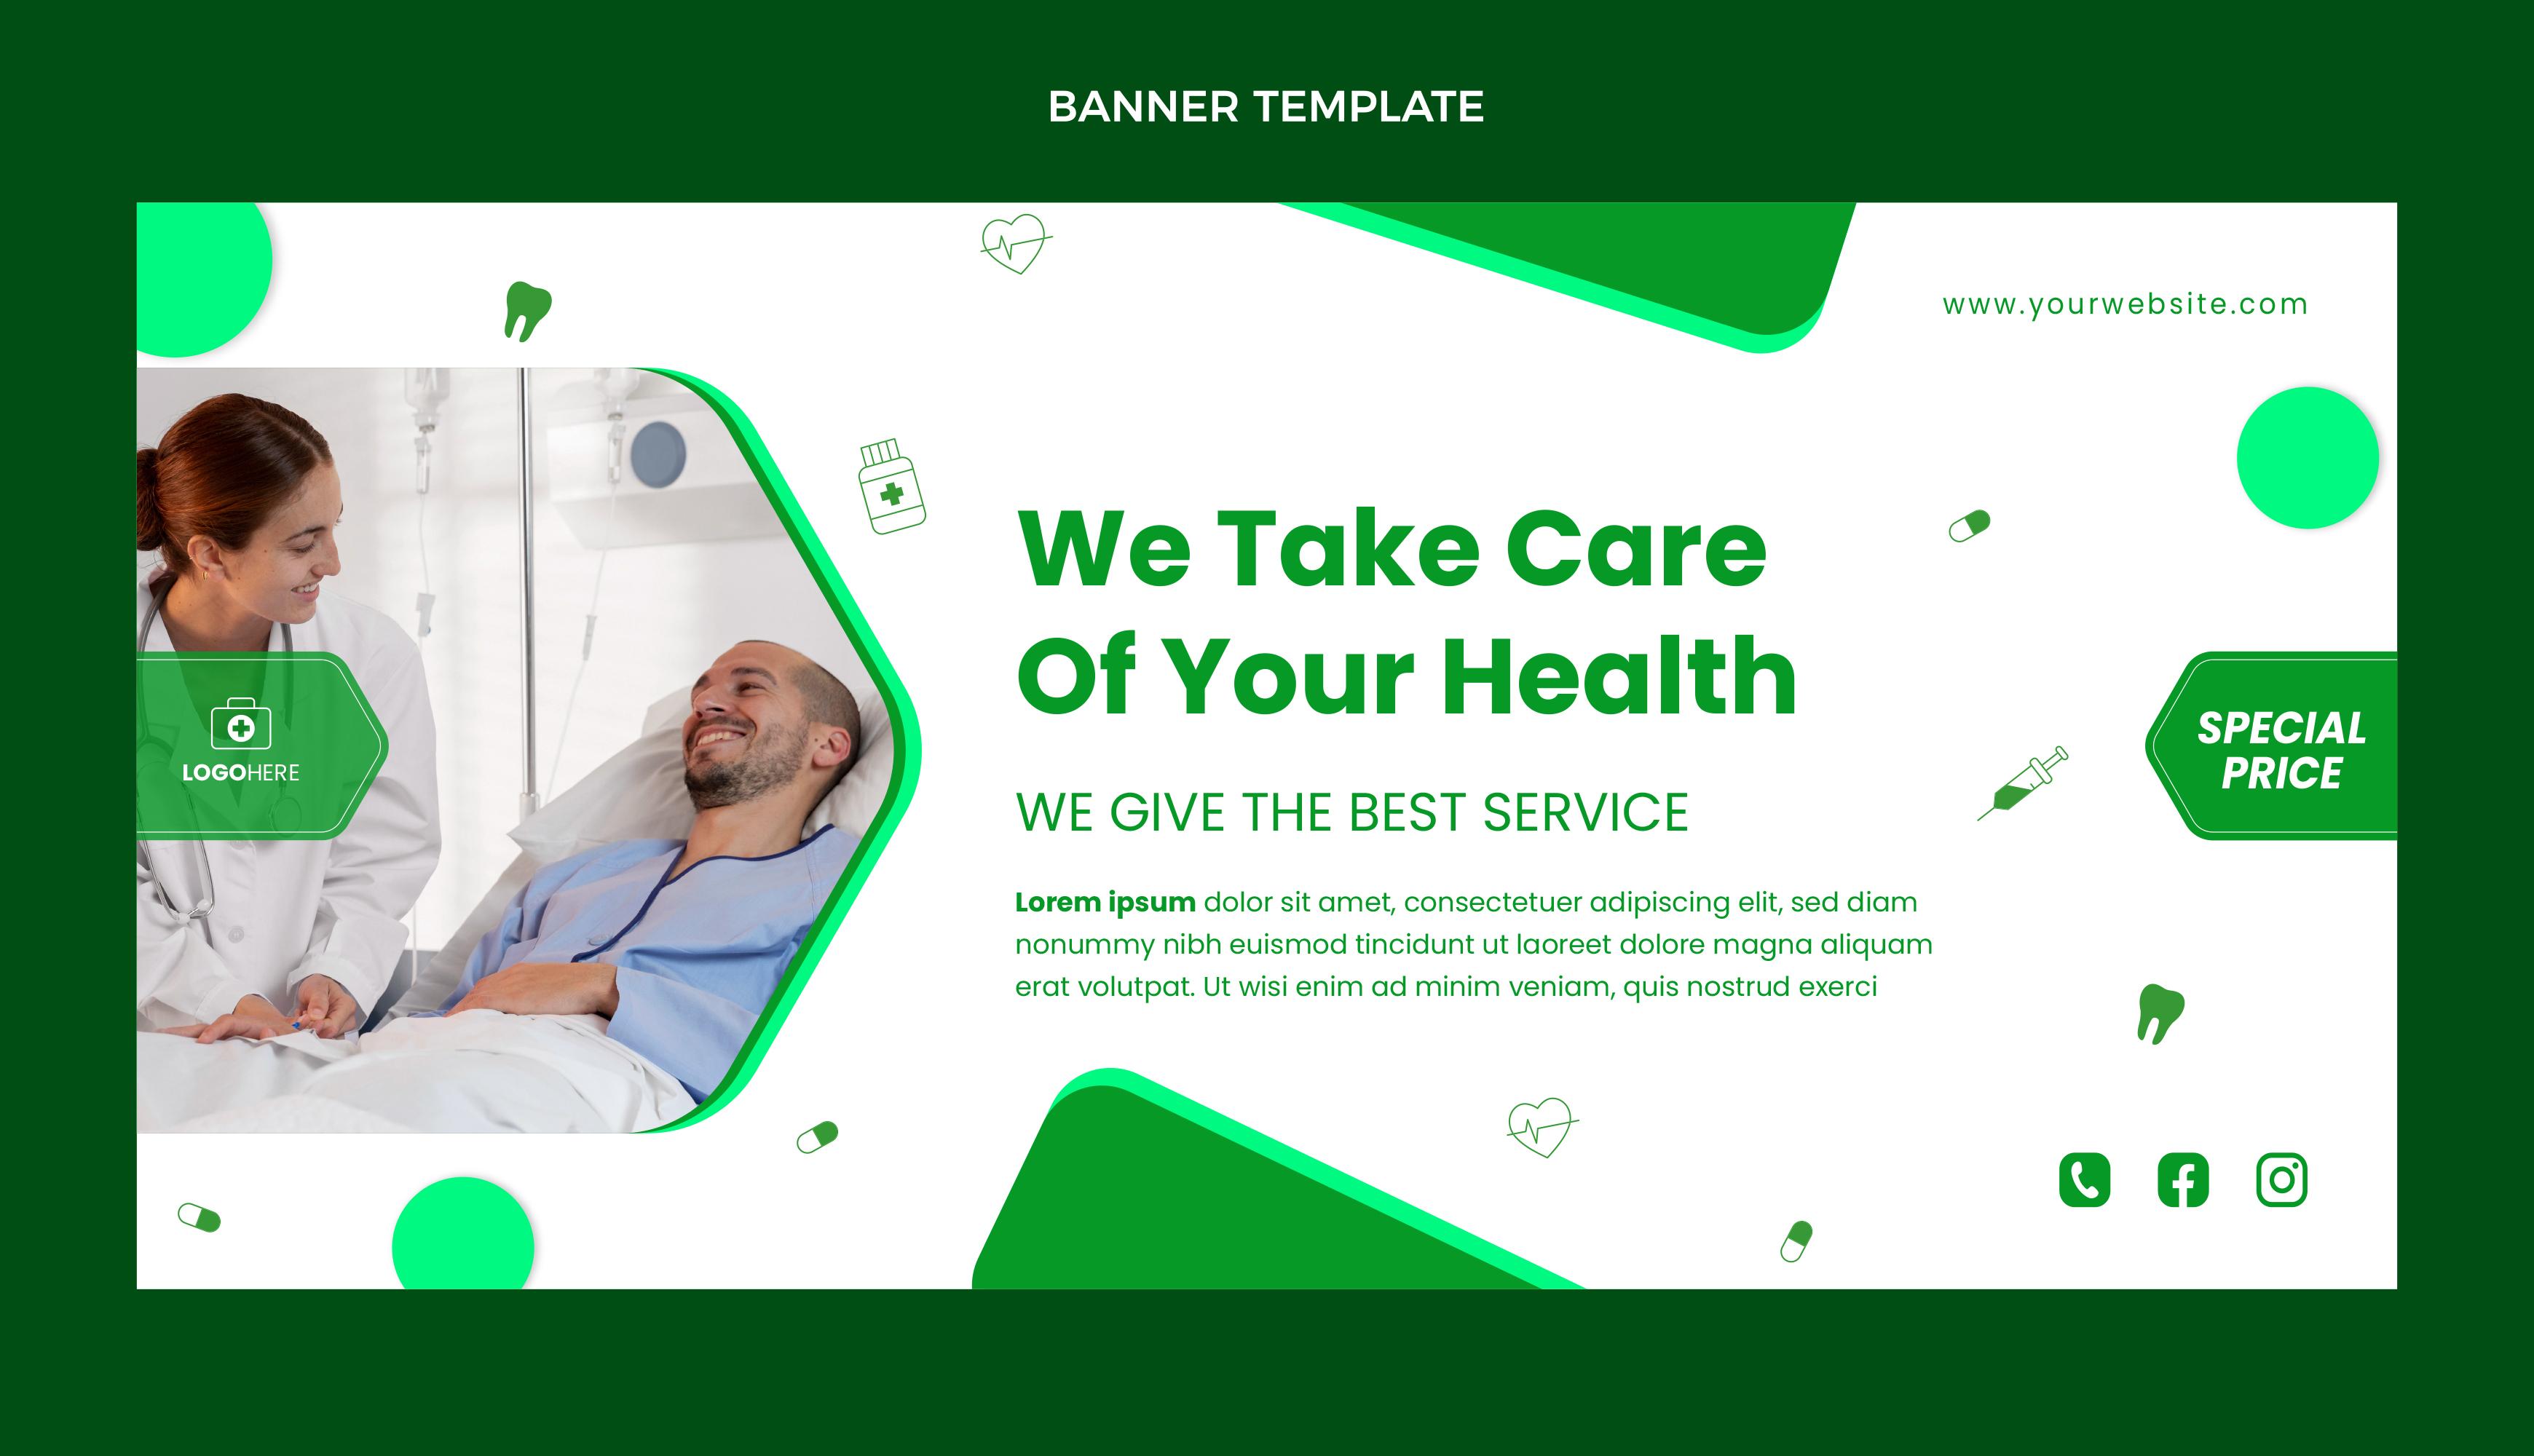 BANNER TEMPLATE
www.yourwebsite.com
We Take Care
Of Your Health
WE GIVE THE BEST SERVICE
Lorem ipsum dolor sit amet, consectetuer adipiscing elit, sed diam
nonummy nibh euismod tincidunt ut laoreet dolore magna aliquam
erat volutpat. Ut wisi enim ad minim veniam, quis nostrud exerci
LOGOHERE
SPECIAL
PRICE